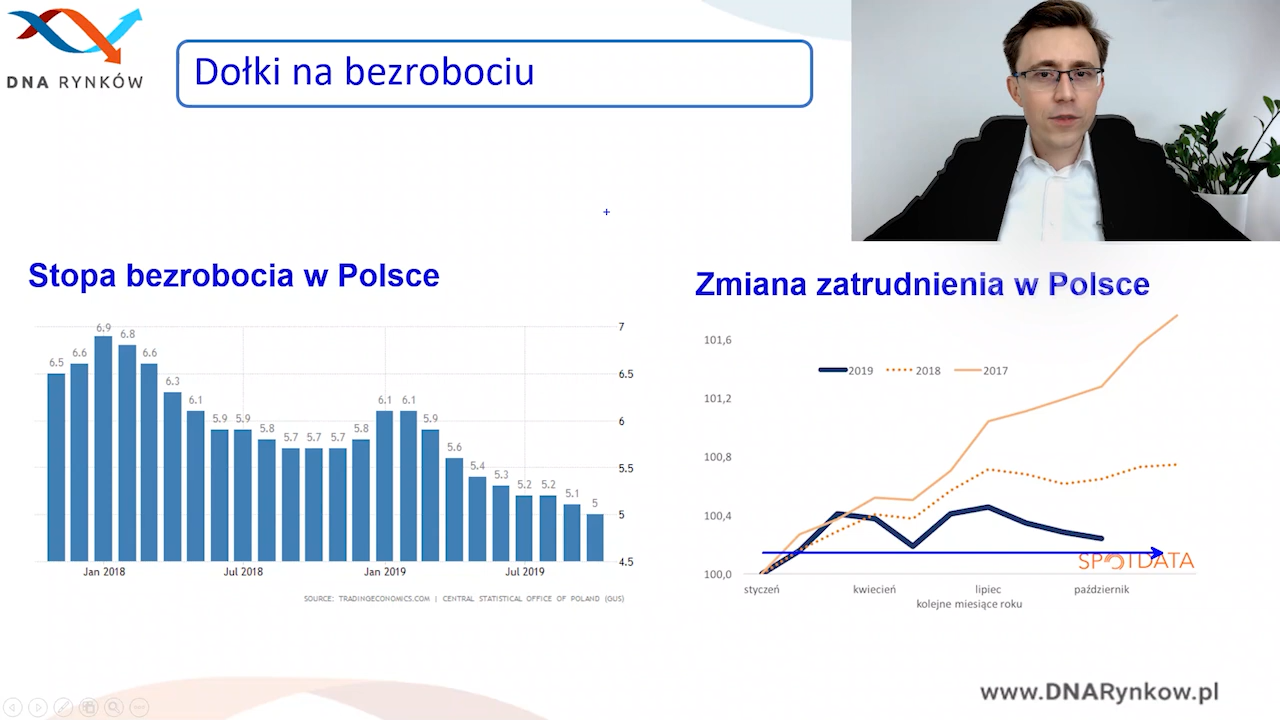 DNA RYNKÓW
Dołki na bezrobociu
Stopa bezrobocia w Polsce
6.5
6.6
6.9
6.8
6.6
6.3
6.1
5.9
5.9
5.8
5.7
5.7
5.7
5.8
6.1
6.1
5.9
5.6
5.4
5.3
5.2
5.2
5.1
5
7
6.5
6
5.5
5
4.5
Jan 2018
Jul 2018
Jan 2019
Jul 2019
SOURCE: TRADINGECONOMICS.COM | CENTRAL STATISTICAL OFFICE OF POLAND (GUS)
Zmiana zatrudnienia w Polsce
101,6
101,2
100,8
100,4
100,0
2019
2018
2017
SPOTDATA
styczeń
kwiecień
lipiec
październik
kolejne miesiące roku
www.DNARynkow.pl